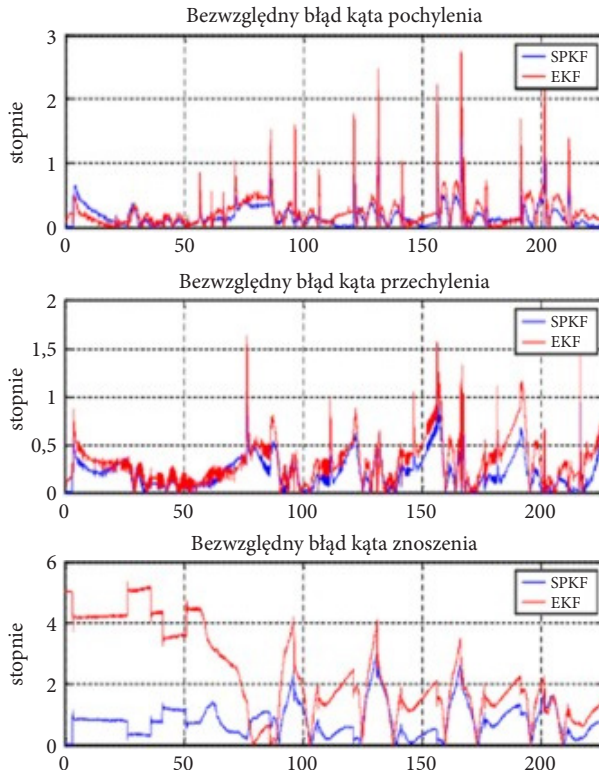 Bezwzględny błąd kąta pochylenia
3
2
1
0
stopnie
SPKF
EKF
0 50 100 150 200
Bezwzględny błąd kąta przechylenia
2
1,5
1
0,5
0
stopnie
SPKF
EKF
0 50 100 150 200
Bezwzględny błąd kąta znoszenia
6
4
2
0
stopnie
SPKF
EKF
0 50 100 150 200